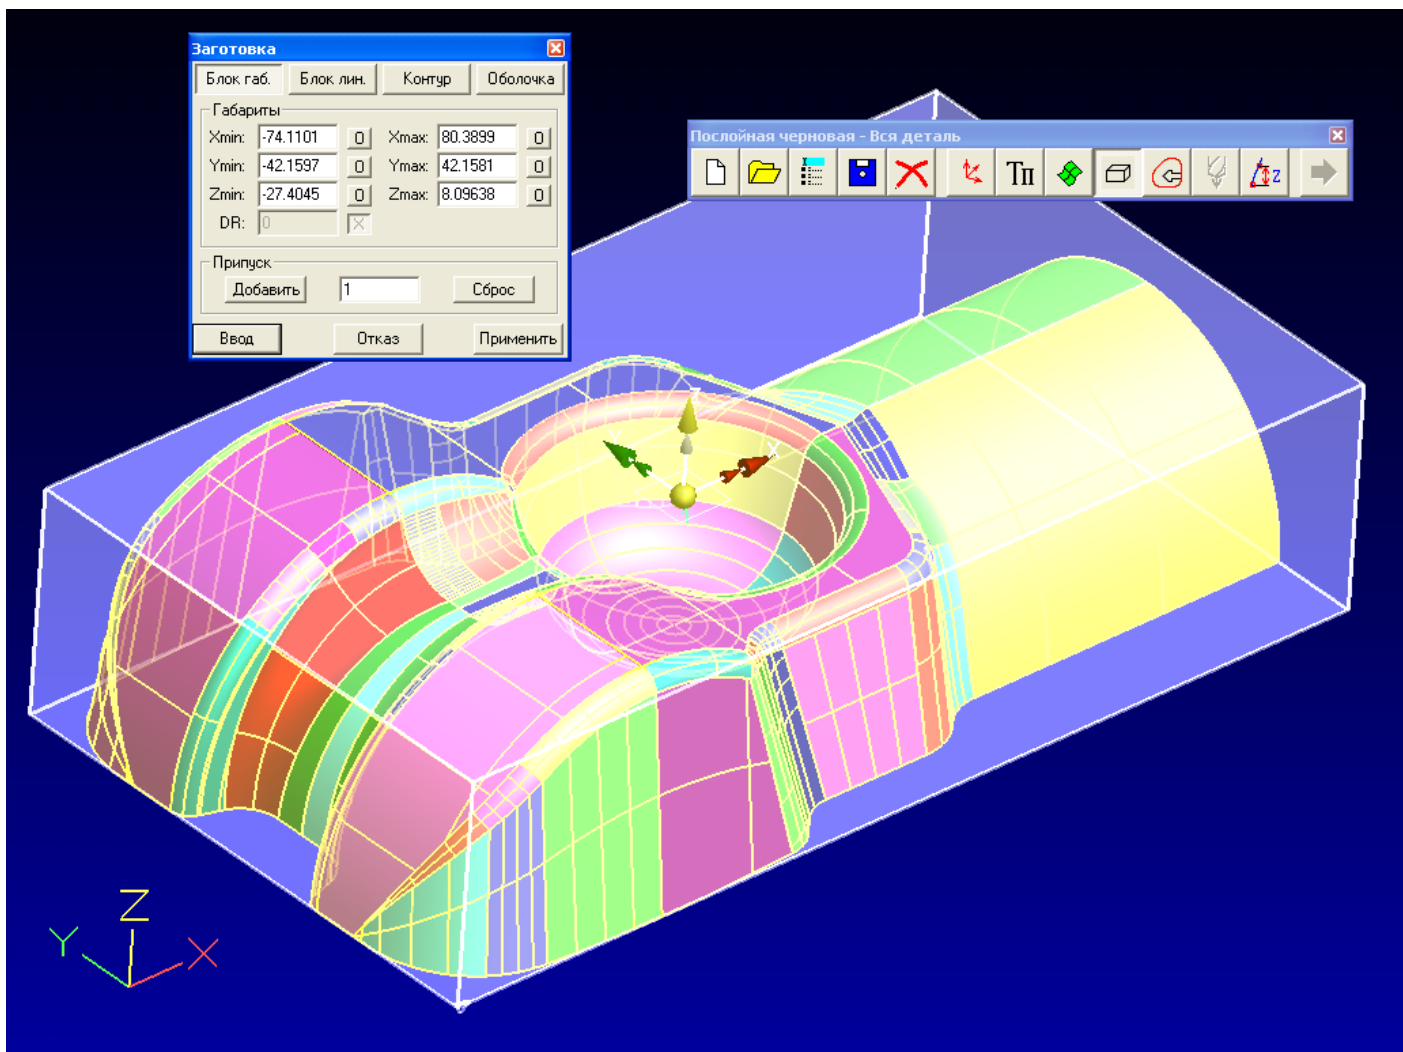 Заготовка
Блок габ. Блок лин. Контур Оболочка
Габариты
Xmin: -74.1101 0 Xmax: 80.3899 0
Ymin: -42.1597 0 Ymax: 42.1581 0
Zmin: -27.4045 0 Zmax: 8.09638 0
DR: 0 X
Припуск
Добавить 1 Сброс
Ввод Отказ Применить
Послойная черновая - Вся деталь
Тп Z
Z
X
Z
Y X